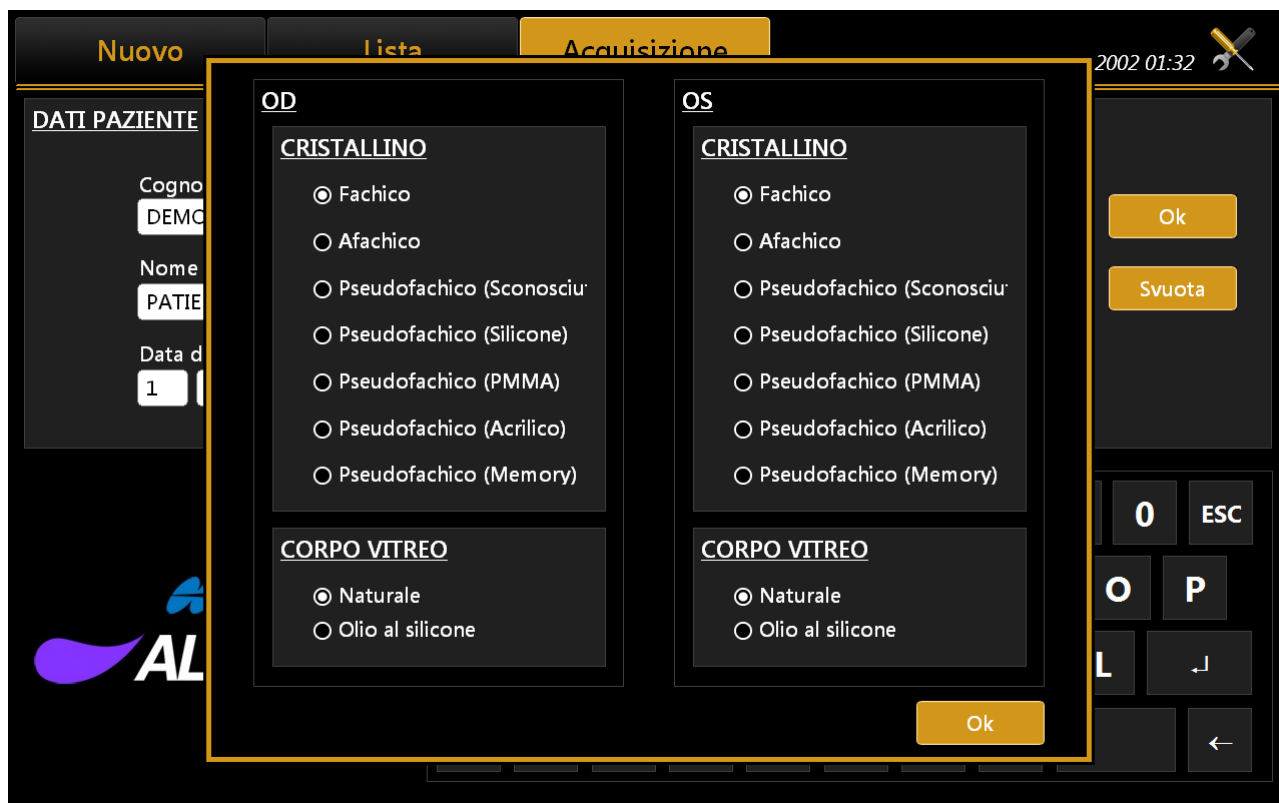 Nuovo
Lista
Acquisizione
2002 01:32
DATI PAZIENTE
Cogno
DEMO
Nome
PATIE
Data d
1
Ok
Svuota
OD
CRISTALLINO
Fachico
Afachico
Pseudofachico (Sconosciu
Pseudofachico (Silicone)
Pseudofachico (PMMA)
Pseudofachico (Acrilico)
Pseudofachico (Memory)
CORPO VITREO
Naturale
Olio al silicone
OS
CRISTALLINO
Fachico
Afachico
Pseudofachico (Sconosciu
Pseudofachico (Silicone)
Pseudofachico (PMMA)
Pseudofachico (Acrilico)
Pseudofachico (Memory)
CORPO VITREO
Naturale
Olio al silicone
Ok
0 ESC
O P
L
AL